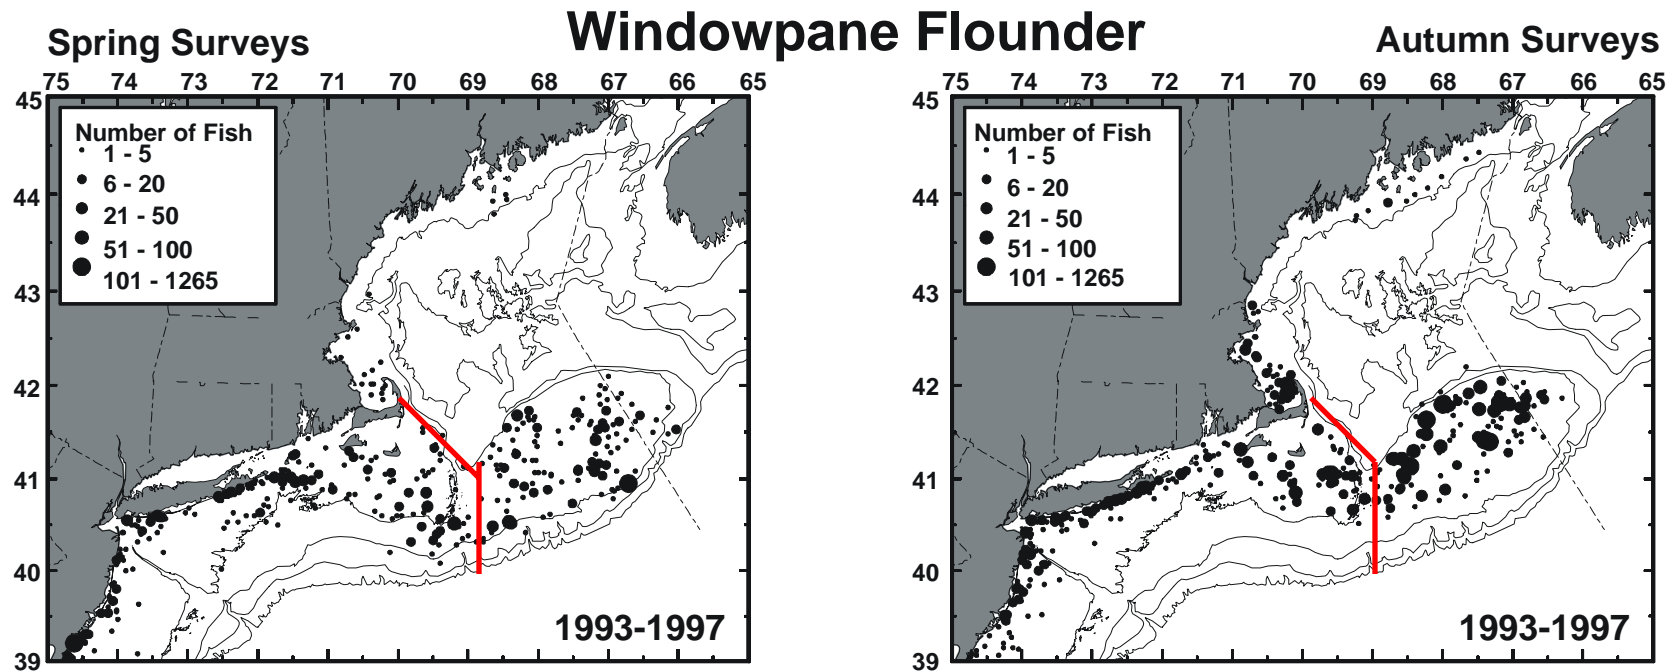 Windowpane Flounder
Spring Surveys
75 74 73 72 71 70 69 68 67 66 65
45
44
43
42
41
40
39
Number of Fish
1 - 5
6 - 20
21 - 50
51 - 100
101 - 1265
1993-1997
Autumn Surveys
75 74 73 72 71 70 69 68 67 66 65
45
44
43
42
41
40
39
Number of Fish
1 - 5
6 - 20
21 - 50
51 - 100
101 - 1265
1993-1997